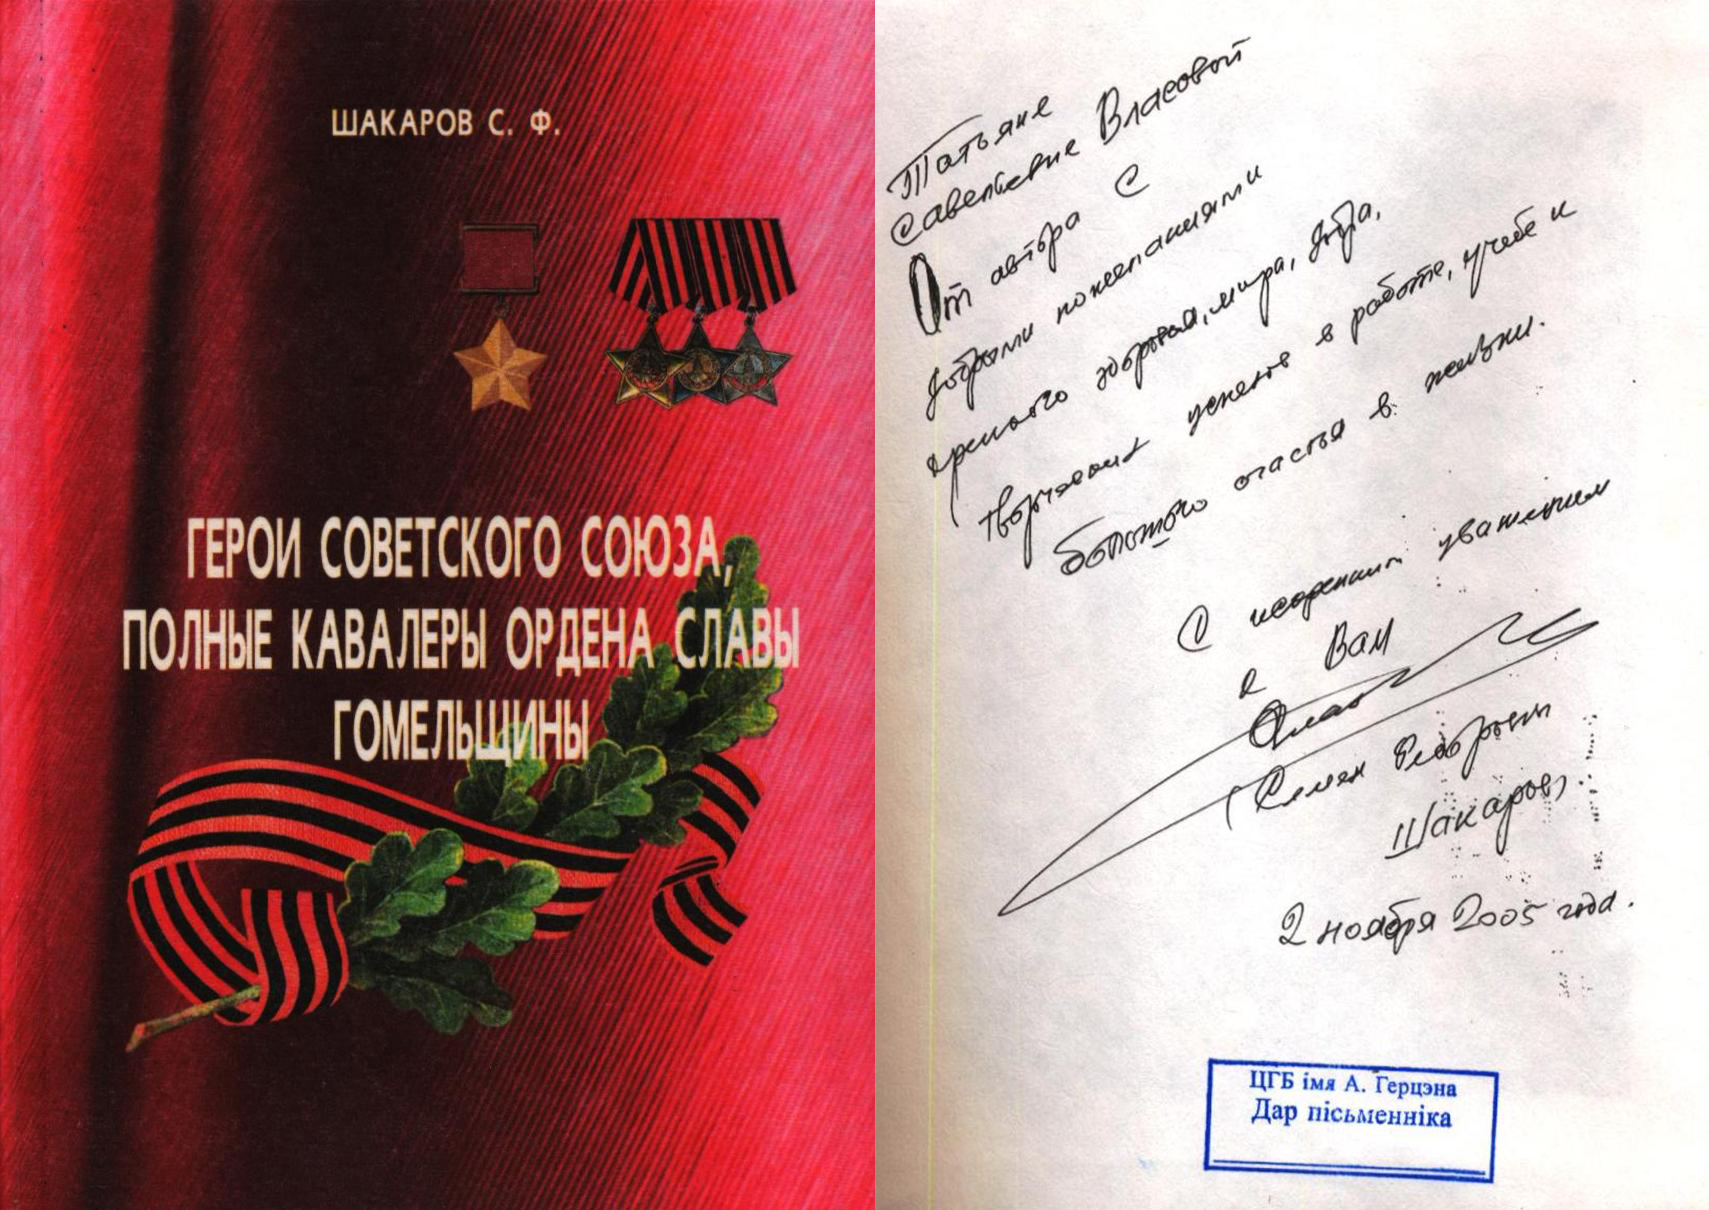 ШАКАРОВ С. Ф.
ГЕРОИ СОВЕТСКОГО СОЮЗА,
ПОЛНЫЕ КАВАЛЕРЫ ОРДЕНА СЛАВЫ
ГОМЕЛЬЩИНЫ
Татьяне
Савельевне Власовой
От автора С
добрыми пожеланиями
крепкого здоровья, мира, добра,
творческих успехов в работе, учебе и
большого счастья в жизни.
С искренним уважением
к Вам
(Семен Федорович
Шакаров)
2 ноября 2005 года.
ЦГБ імя А. Герцэна
Дар пісьменніка